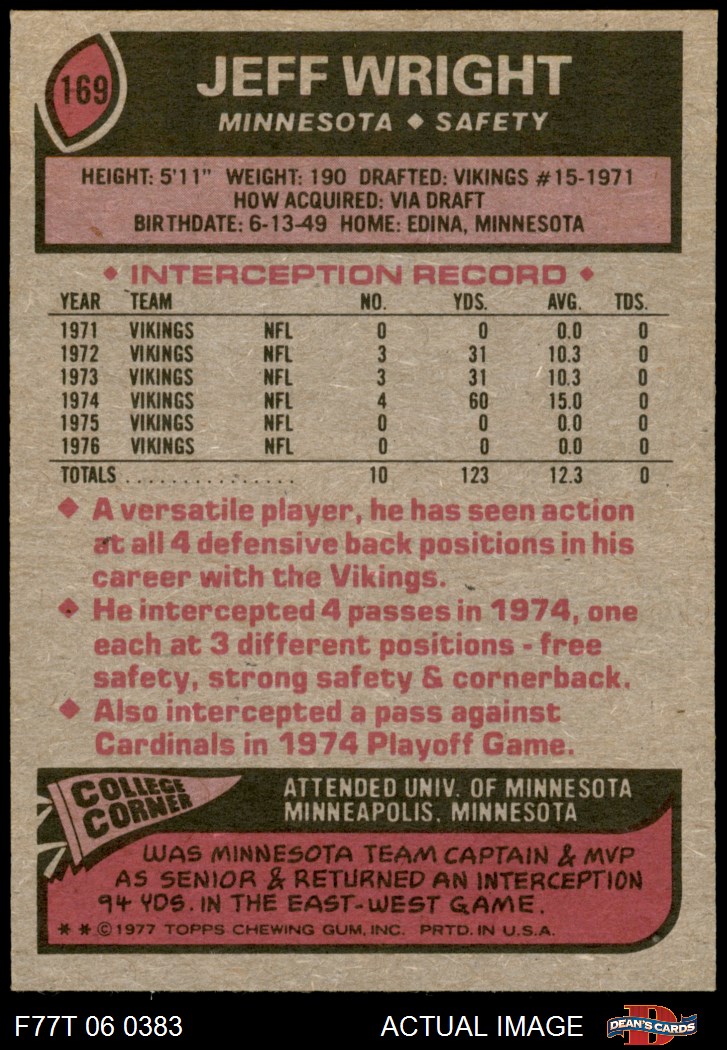 169
JEFF WRIGHT
MINNESOTA ♦ SAFETY
HEIGHT: 5'11" WEIGHT: 190 DRAFTED: VIKINGS #15-1971
HOW ACQUIRED: VIA DRAFT
BIRTHDATE: 6-13-49 HOME: EDINA, MINNESOTA
♦ INTERCEPTION RECORD ♦
YEAR TEAM NO. YDS. AVG. TDS.
1971 VIKINGS NFL 0 0 0.0 0
1972 VIKINGS NFL 3 31 10.3 0
1973 VIKINGS NFL 3 31 10.3 0
1974 VIKINGS NFL 4 60 15.0 0
1975 VIKINGS NFL 0 0 0.0 0
1976 VIKINGS NFL 0 0 0.0 0
TOTALS . . . . . . . . . . . . . . . 10 123 12.3 0
♦ A versatile player, he has seen action
at all 4 defensive back positions in his
career with the Vikings.
♦ He intercepted 4 passes in 1974, one
each at 3 different positions - free
safety, strong safety & cornerback.
♦ Also intercepted a pass against
Cardinals in 1974 Playoff Game.
COLLEGE
CORNER
ATTENDED UNIV. OF MINNESOTA
MINNEAPOLIS, MINNESOTA
WAS MINNESOTA TEAM CAPTAIN & MVP
AS SENIOR & RETURNED AN INTERCEPTION
94 YDS. IN THE EAST-WEST GAME.
* * © 1977 TOPPS CHEWING GUM, INC. PRTD. IN U.S.A.
F77T 06 0383 ACTUAL IMAGE
D
DEAN'S CARDS